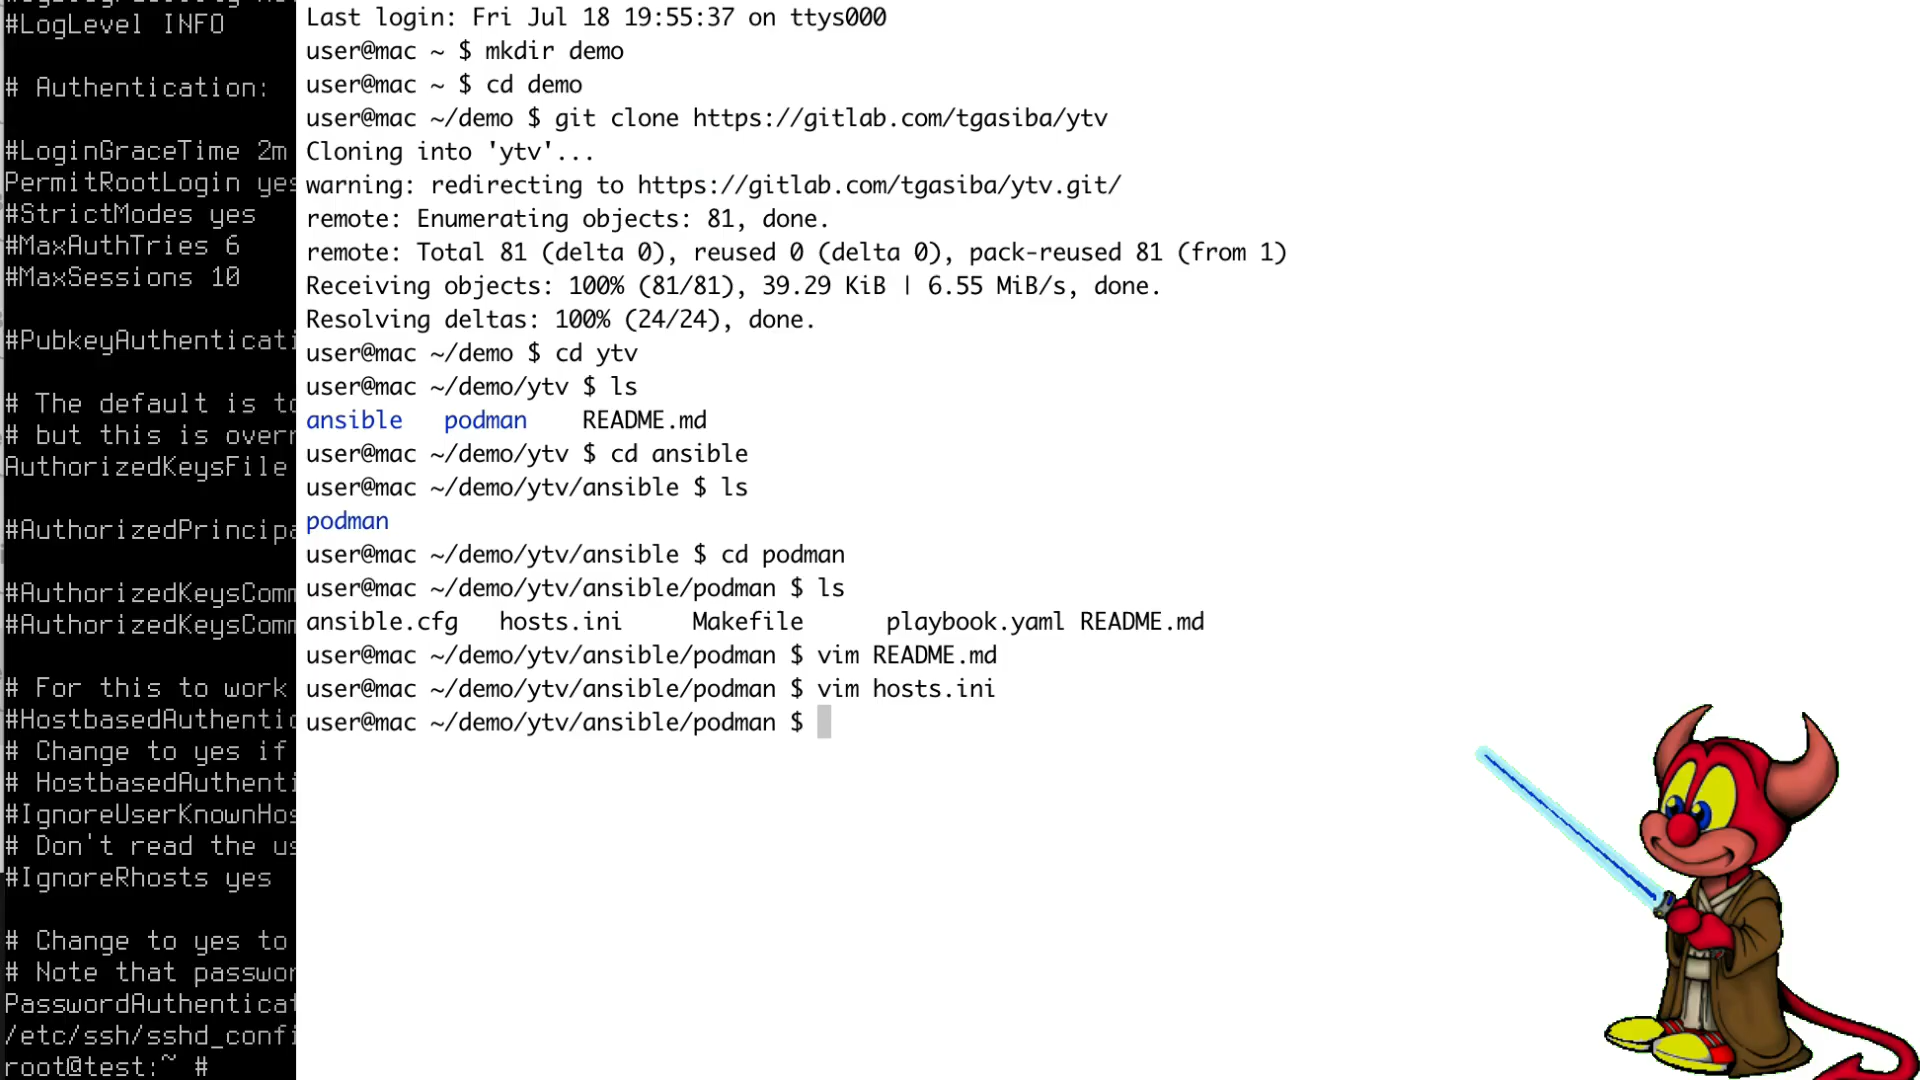 #LogLevel INFO
# Authentication:
#LoginGraceTime 2m
PermitRootLogin yes
#StrictModes yes
#MaxAuthTries 6
#MaxSessions 10
#PubkeyAuthenticati
# The default is to
# but this is overr
AuthorizedKeysFile
#AuthorizedPrincipa
#AuthorizedKeysComm
#AuthorizedKeysComm
# For this to work
#HostbasedAuthentic
# Change to yes if
# HostbasedAuthenti
#IgnoreUserKnownHos
# Don't read the us
#IgnoreRhosts yes
# Change to yes to
# Note that passwor
PasswordAuthenticat
/etc/ssh/sshd_confi
root@test:~ #
Last login: Fri Jul 18 19:55:37 on ttys000
user@mac ~ $ mkdir demo
user@mac ~ $ cd demo
user@mac ~/demo $ git clone https://gitlab.com/tgasiba/ytv
Cloning into 'ytv'...
warning: redirecting to https://gitlab.com/tgasiba/ytv.git/
remote: Enumerating objects: 81, done.
remote: Total 81 (delta 0), reused 0 (delta 0), pack-reused 81 (from 1)
Receiving objects: 100% (81/81), 39.29 KiB | 6.55 MiB/s, done.
Resolving deltas: 100% (24/24), done.
user@mac ~/demo $ cd ytv
user@mac ~/demo/ytv $ ls
ansible podman README.md
user@mac ~/demo/ytv $ cd ansible
user@mac ~/demo/ytv/ansible $ ls
podman
user@mac ~/demo/ytv/ansible $ cd podman
user@mac ~/demo/ytv/ansible/podman $ ls
ansible.cfg hosts.ini Makefile playbook.yaml README.md
user@mac ~/demo/ytv/ansible/podman $ vim README.md
user@mac ~/demo/ytv/ansible/podman $ vim hosts.ini
user@mac ~/demo/ytv/ansible/podman $